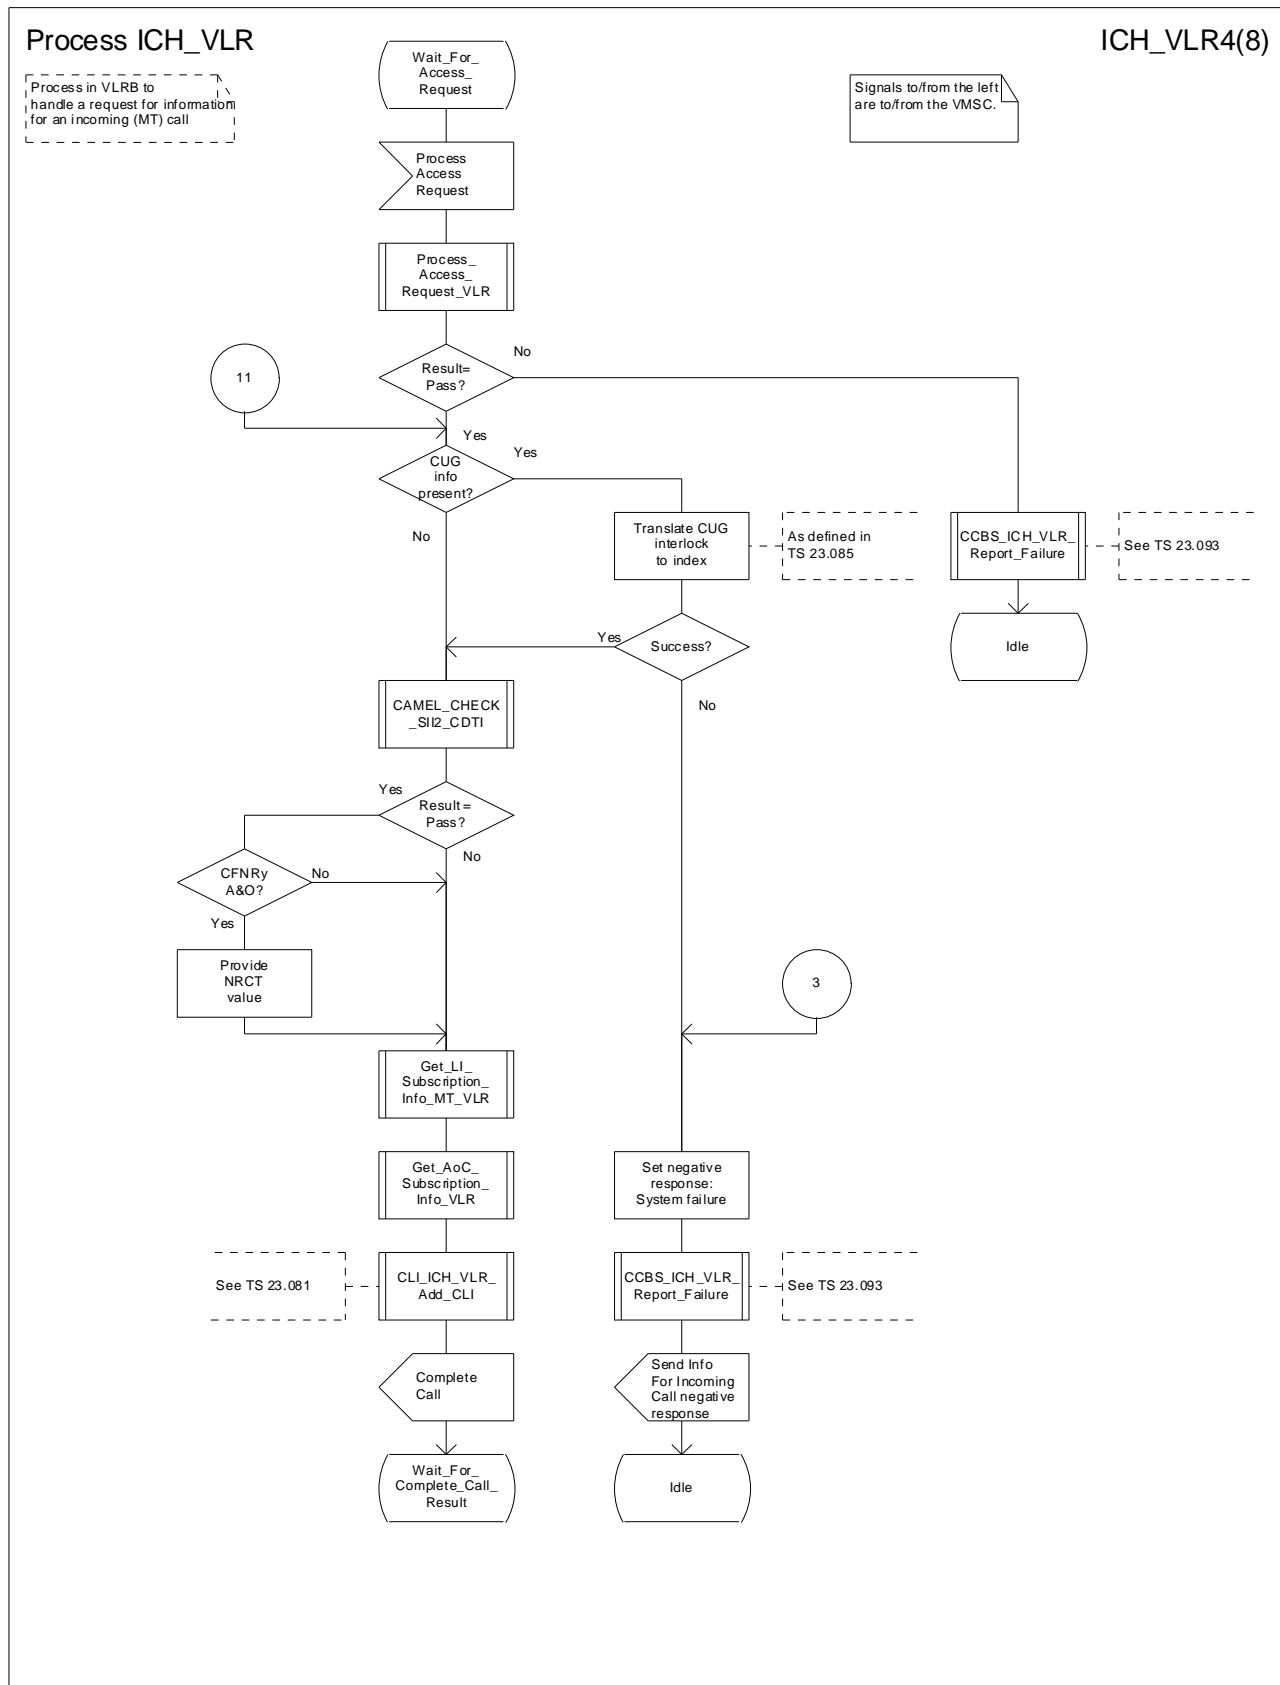 Process ICH_VLR
ICH_VLR4(8)
Process in VLRB to
handle a request for information
for an incoming (MT) call
Wait_For_
Access_
Request
Signals to/from the left
are to/from the VMSC.
Process
Access
Request
Process_
Access_
Request_VLR
No
11
Result=
Pass?
Yes
Yes
CUG
info
present?
No
Translate CUG
interlock
to index
As defined in
TS 23.085
CCBS_ICH_VLR_
Report_Failure
See TS 23.093
Yes
Success?
Idle
No
CAMEL_CHECK
_SII2_CDTI
Yes
Result=
Pass?
No
CFNRy
A&O?
No
Yes
Provide
NRCT
value
3
Get_LI_
Subscription_
Info_MT_VLR
Get_AoC_
Subscription_
Info_VLR
Set negative
response:
System failure
See TS 23.081
CLI_ICH_VLR_
Add_CLI
CCBS_ICH_VLR_
Report_Failure
See TS 23.093
Complete
Call
Send Info
For Incoming
Call negative
response
Wait_For_
Complete_Call_
Result
Idle